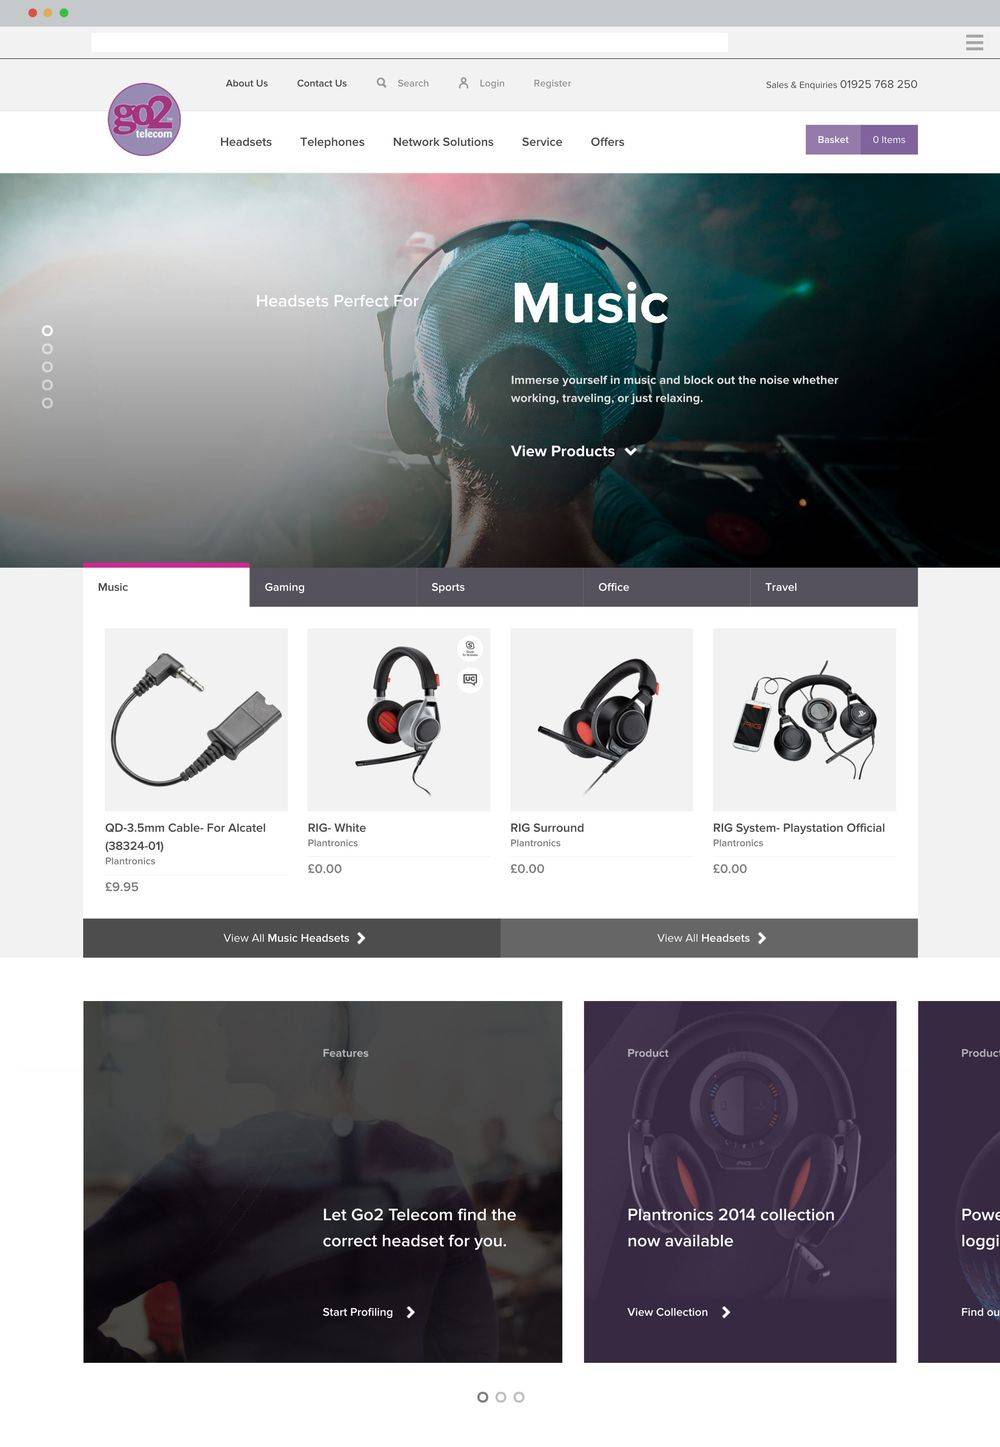 About Us
Contact Us
Search
Login
Register
Sales & Enquiries 01925 768 250
go2
telecom
Headsets
Telephones
Network Solutions
Service
Offers
Basket
0 Items
Headsets Perfect For
Music
Immerse yourself in music and block out the noise whether
working, traveling, or just relaxing.
View Products
Music
Gaming
Sports
Office
Travel
UC
RIG
QD-3.5mm Cable- For Alcatel
(38324-01)
Plantronics
£9.95
RIG- White
Plantronics
£0.00
RIG Surround
Plantronics
£0.00
RIG System- Playstation Official
Plantronics
£0.00
View All Music Headsets
View All Headsets
Features
Let Go2 Telecom find the
correct headset for you.
Start Profiling
Product
RIG
Plantronics 2014 collection
now available
View Collection
Product
Powe
loggi
Find ou